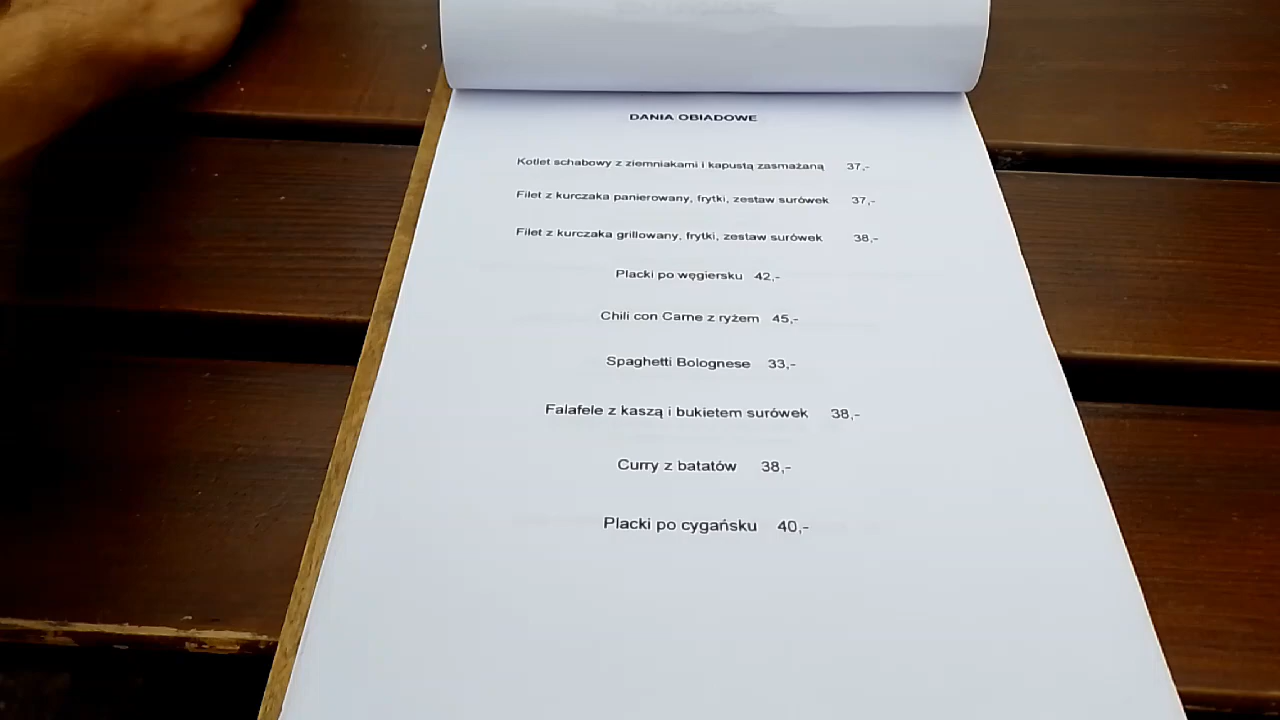 DANIA OBIADOWE
Kotlet schabowy z ziemniakami i kapustą zasmażaną 37,-
Filet z kurczaka panierowany, frytki, zestaw surówek 37,-
Filet z kurczaka grillowany, frytki, zestaw surówek 38,-
Placki po węgiersku 42,-
Chili con Carne z ryżem 45,-
Spaghetti Bolognese 33,-
Falafele z kaszą i bukietem surówek 38,-
Curry z batatów 38,-
Placki po cygańsku 40,-